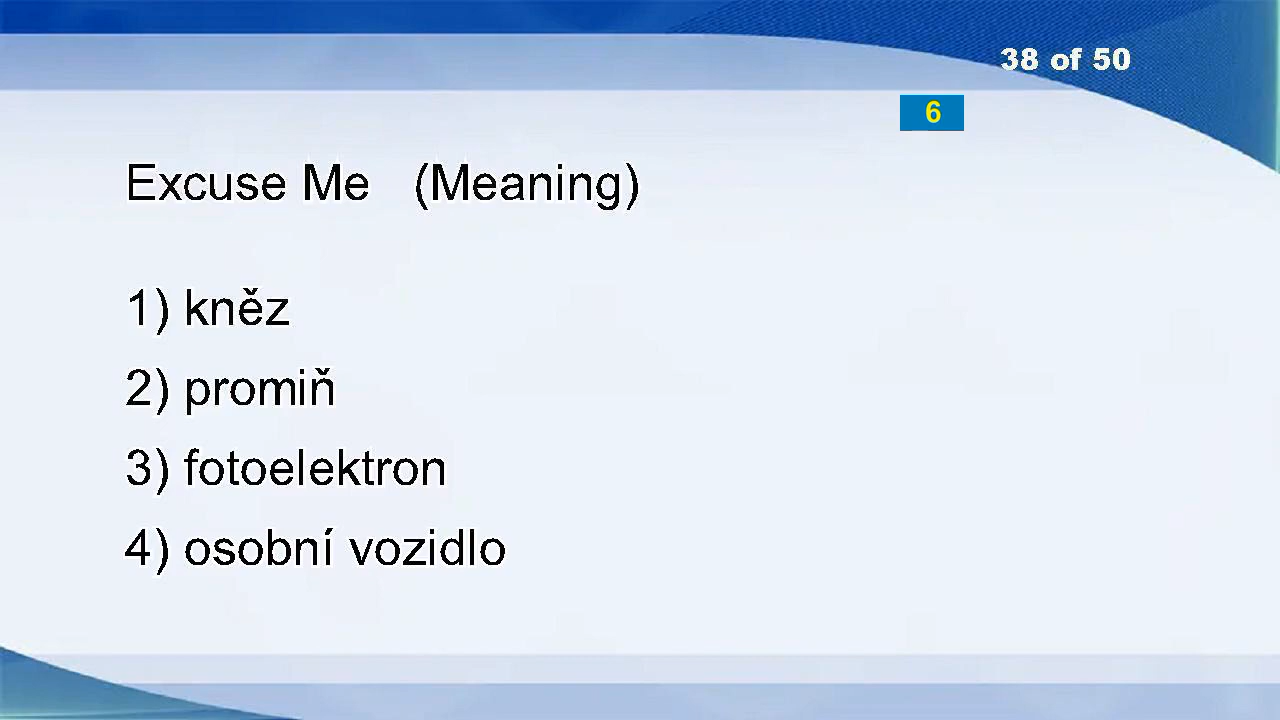 38 of 50
6
Excuse Me (Meaning)
1) kněz
2) promiň
3) fotoelektron
4) osobní vozidlo